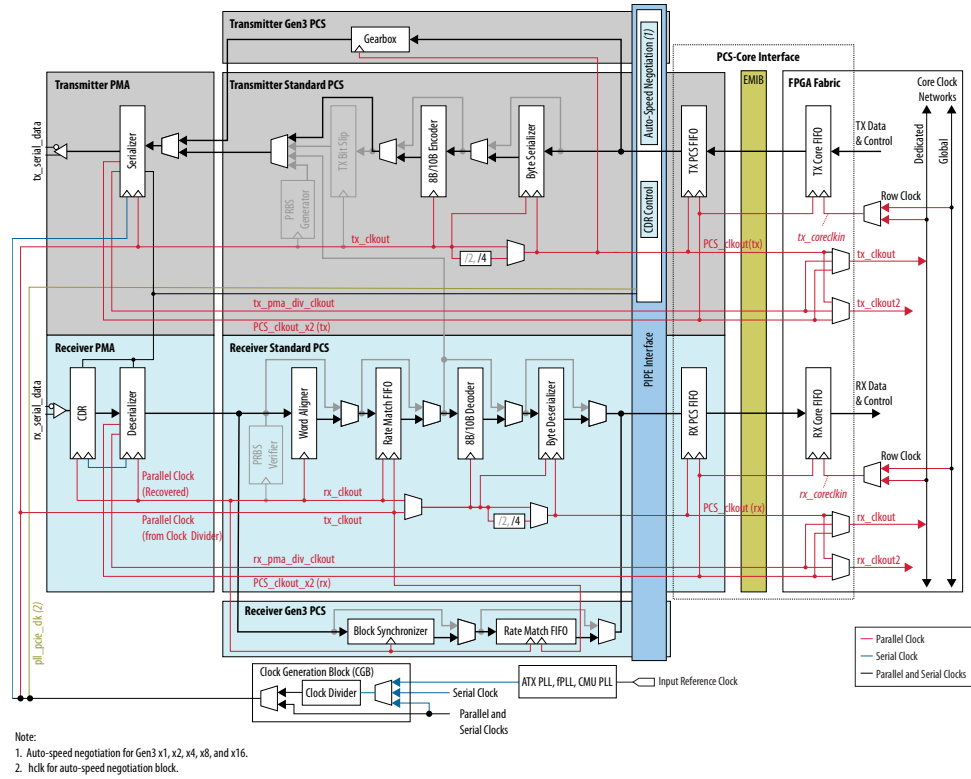 Transmitter Gen3 PCS
Gearbox
PCS-Core Interface
Transmitter PMA
Transmitter Standard PCS
Auto-Speed Negotiation (1)
EMIB
FPGA Fabric
Core Clock
Networks
Dedicated
Global
tx_serial_data
Serializer
PRBS
Generator
TX Bit Slip
8B/10B Encoder
Byte Serializer
CDR Control
TX PCS FIFO
TX Core FIFO
TX Data
& Control
Row Clock
tx_coreclkin
tx_clkout
/2, /4
PCS_clkout(tx)
tx_clkout
tx_pma_div_clkout
tx_clkout2
PCS_clkout_x2 (tx)
Receiver PMA
Receiver Standard PCS
PIPE Interface
rx_serial_data
CDR
Deserializer
PRBS
Verifier
Word Aligner
Rate Match FIFO
8B/10B Decoder
Byte Deserializer
RX PCS FIFO
RX Core FIFO
RX Data
& Control
Row Clock
rx_coreclkin
Parallel Clock
(Recovered)
rx_clkout
tx_clkout
Parallel Clock
(from Clock Divider)
/2, /4
PCS_clkout (rx)
rx_clkout
rx_pma_div_clkout
rx_clkout2
PCS_clkout_x2 (rx)
Receiver Gen3 PCS
Block Synchronizer
Rate Match FIFO
pll_pcie_clk (2)
Clock Generation Block (CGB)
Clock Divider
Serial Clock
ATX PLL, fPLL, CMU PLL
Input Reference Clock
Parallel and
Serial Clocks
Parallel Clock
Serial Clock
Parallel and Serial Clocks
Note:
1. Auto-speed negotiation for Gen3 x1, x2, x4, x8, and x16.
2. hclk for auto-speed negotiation block.